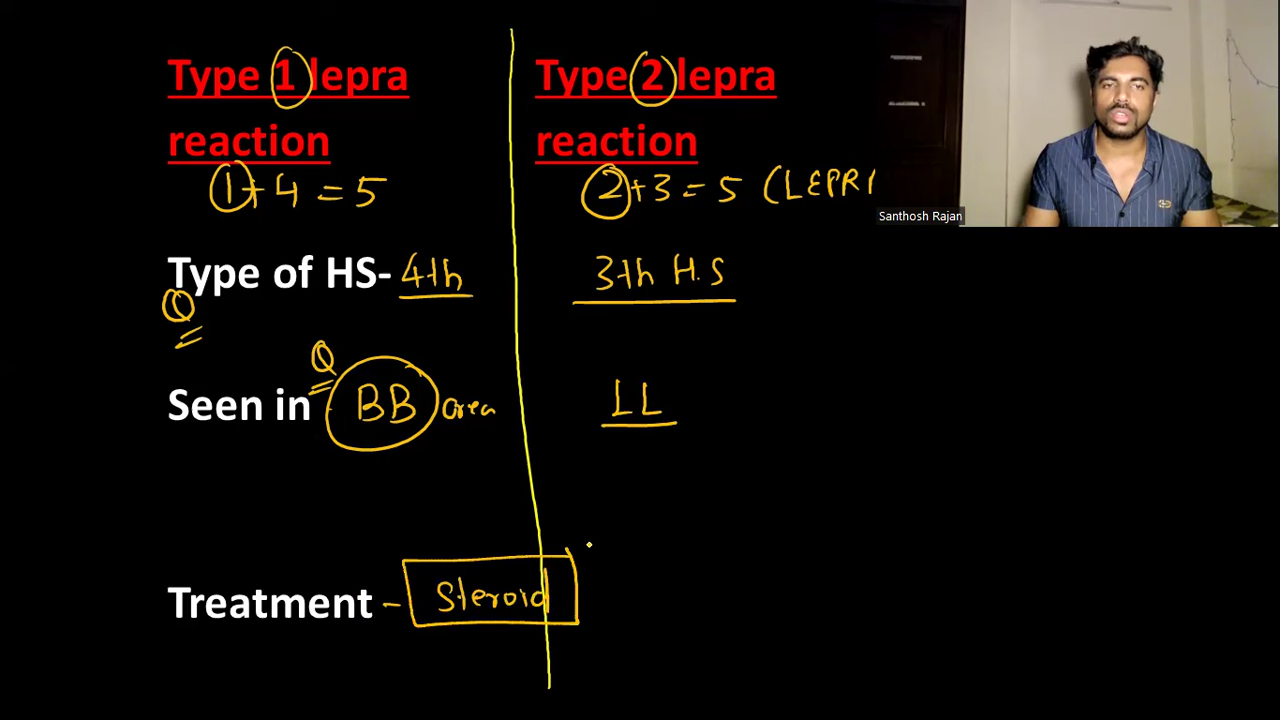 Type 1 lepra
reaction
1+4 = 5
Type of HS- 4th
Q
Seen in Q BB area
Treatment - Steroid
Type 2 lepra
reaction
2+3 = 5 (LEPR
3th H.S
LL
Santhosh Rajan